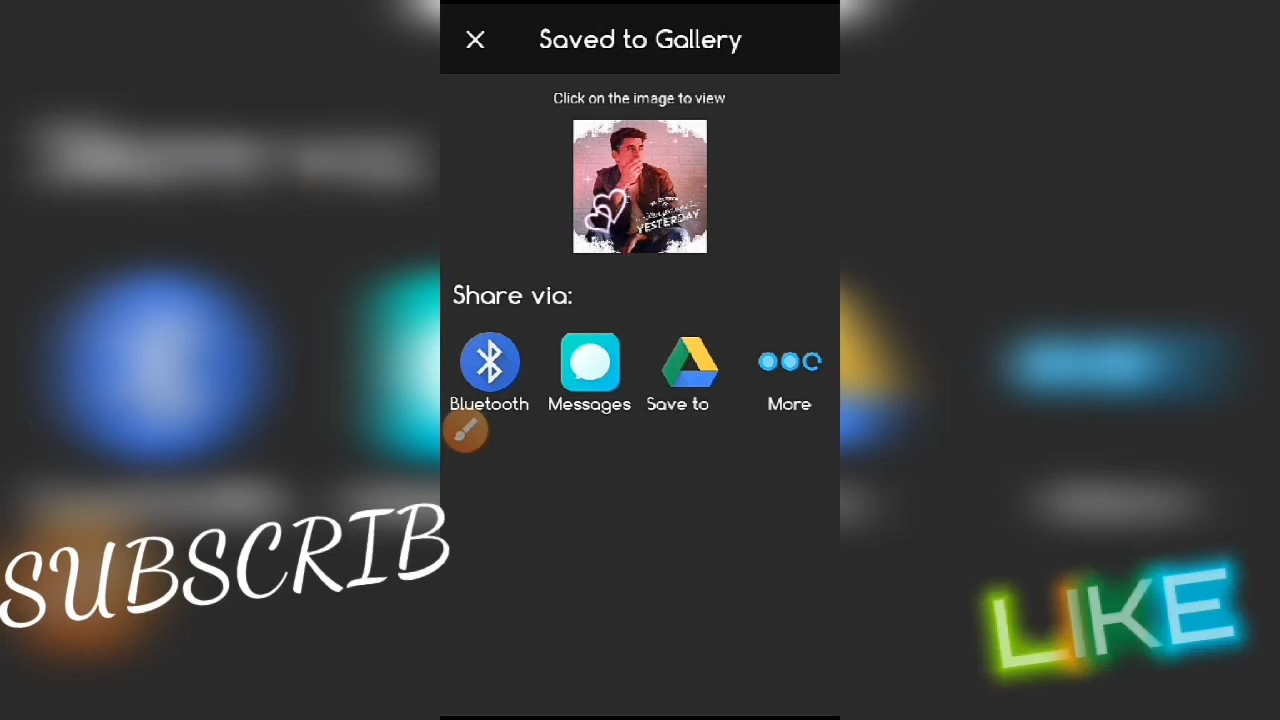 Saved to Gallery
Click on the image to view
YESTERDAY
Share via:
Bluetooth
Messages
Save to
More
SUBSCRIB
LIKE